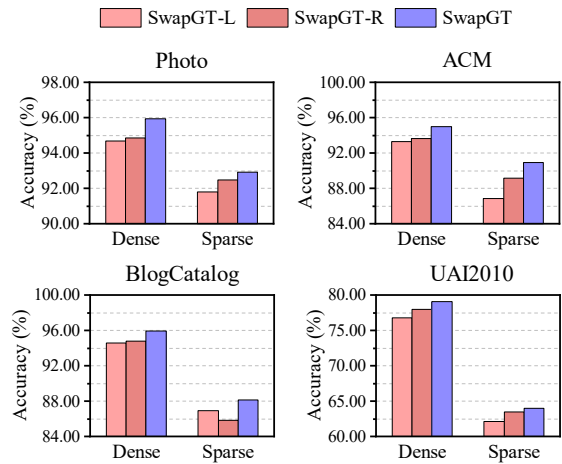 SwapGT-L SwapGT-R SwapGT
Photo
Accuracy (%)
98.00
96.00
94.00
92.00
90.00
Dense Sparse
ACM
Accuracy (%)
100.00
96.00
92.00
88.00
84.00
Dense Sparse
BlogCatalog
Accuracy (%)
100.00
96.00
92.00
88.00
84.00
Dense Sparse
UAI2010
Accuracy (%)
80.00
75.00
70.00
65.00
60.00
Dense Sparse